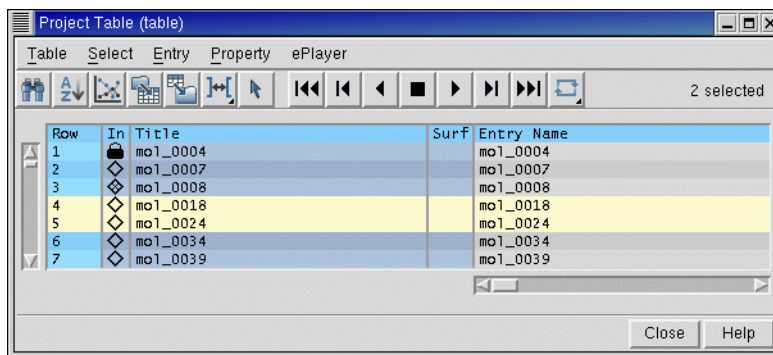 Project Table (table)
Table Select Entry Property ePlayer
2 selected
Row In Title Surf Entry Name
1 mol_0004 mol_0004
2 mol_0007 mol_0007
3 mol_0008 mol_0008
4 mol_0018 mol_0018
5 mol_0024 mol_0024
6 mol_0034 mol_0034
7 mol_0039 mol_0039
Close Help